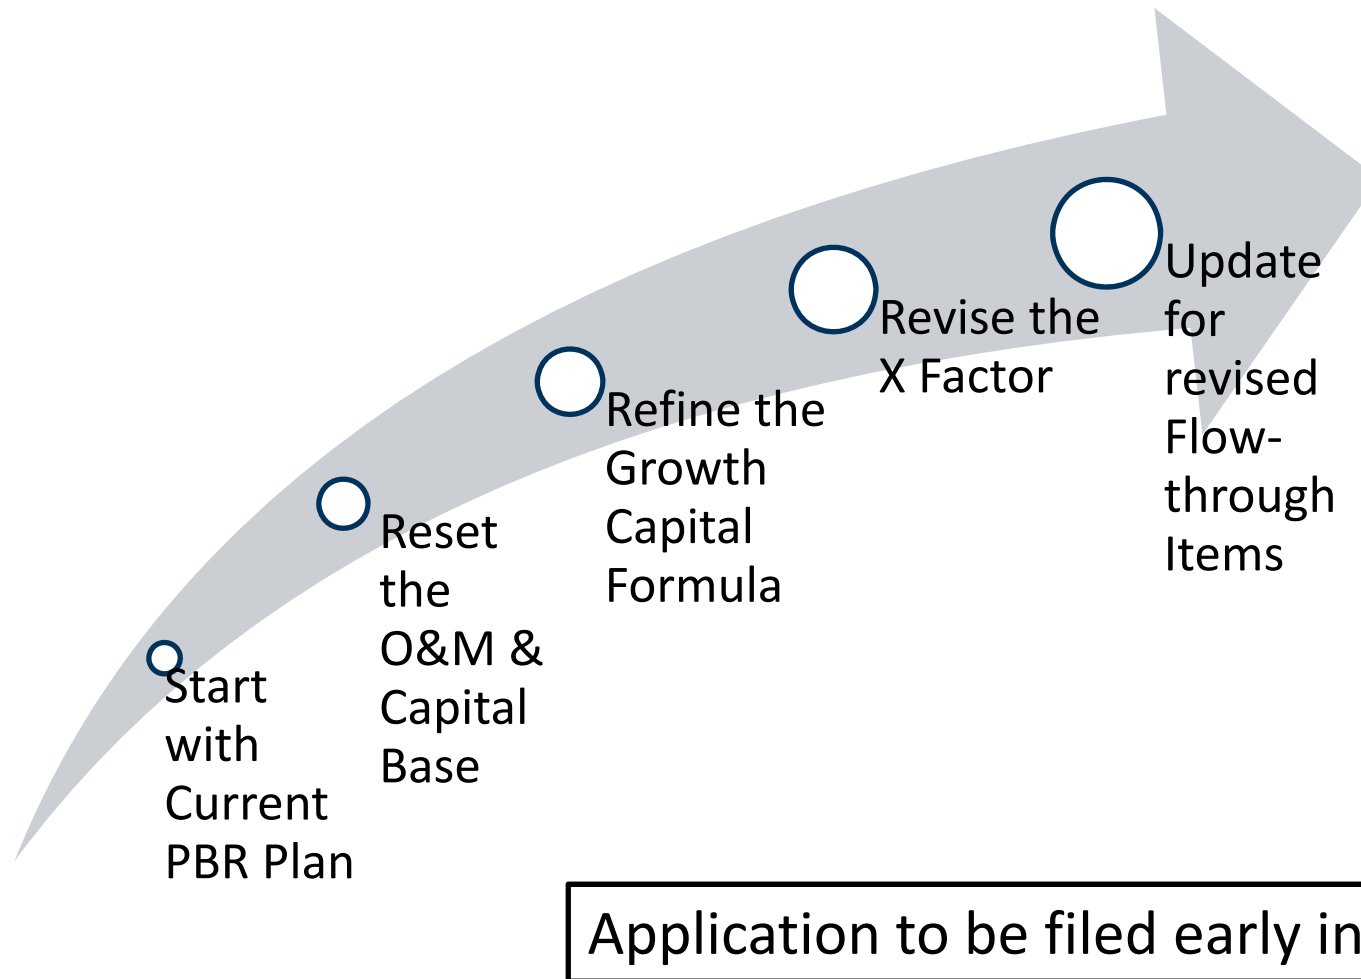 Start
with
Current
PBR Plan
Reset
the
O&M &
Capital
Base
Refine the
Growth
Capital
Formula
Revise the
X Factor
Update
for
revised
Flow-
through
Items
Application to be filed early in